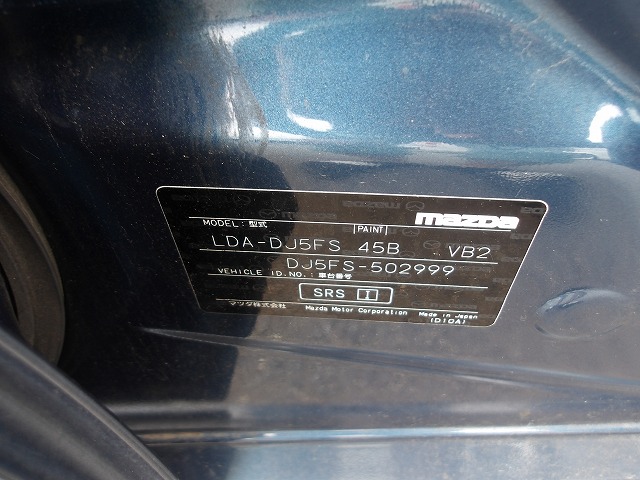 mazda
MODEL: 型式 PAINT
LDA-DJ5FS 45B VB2
DJ5FS-502999
VEHICLE ID.NO.: 車台番号
SRS I
マツダ株式会社 Mazda Motor Corporation Made in Japan
(D10A)